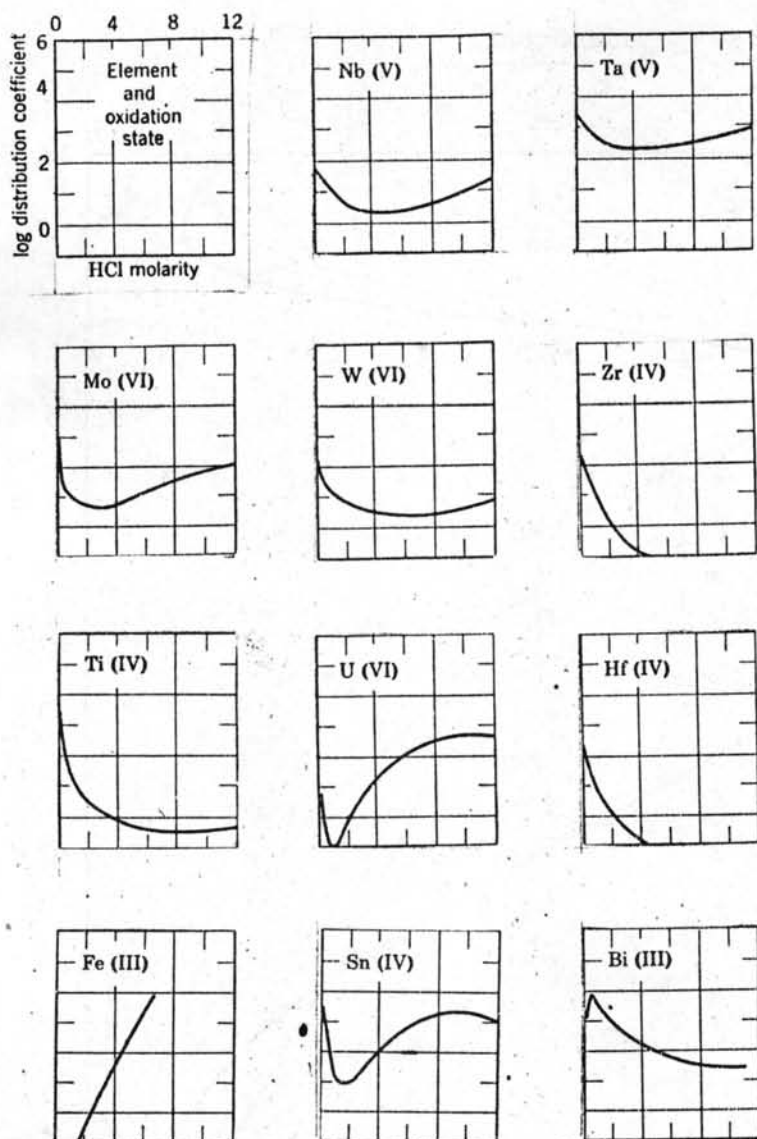 0 4 8 12
6
4
2
0
log distribution coefficient
Element
and
oxidation
state
HCl molarity
Nb (V)
Ta (V)
Mo (VI)
W (VI)
Zr (IV)
Ti (IV)
U (VI)
Hf (IV)
Fe (III)
Sn (IV)
Bi (III)